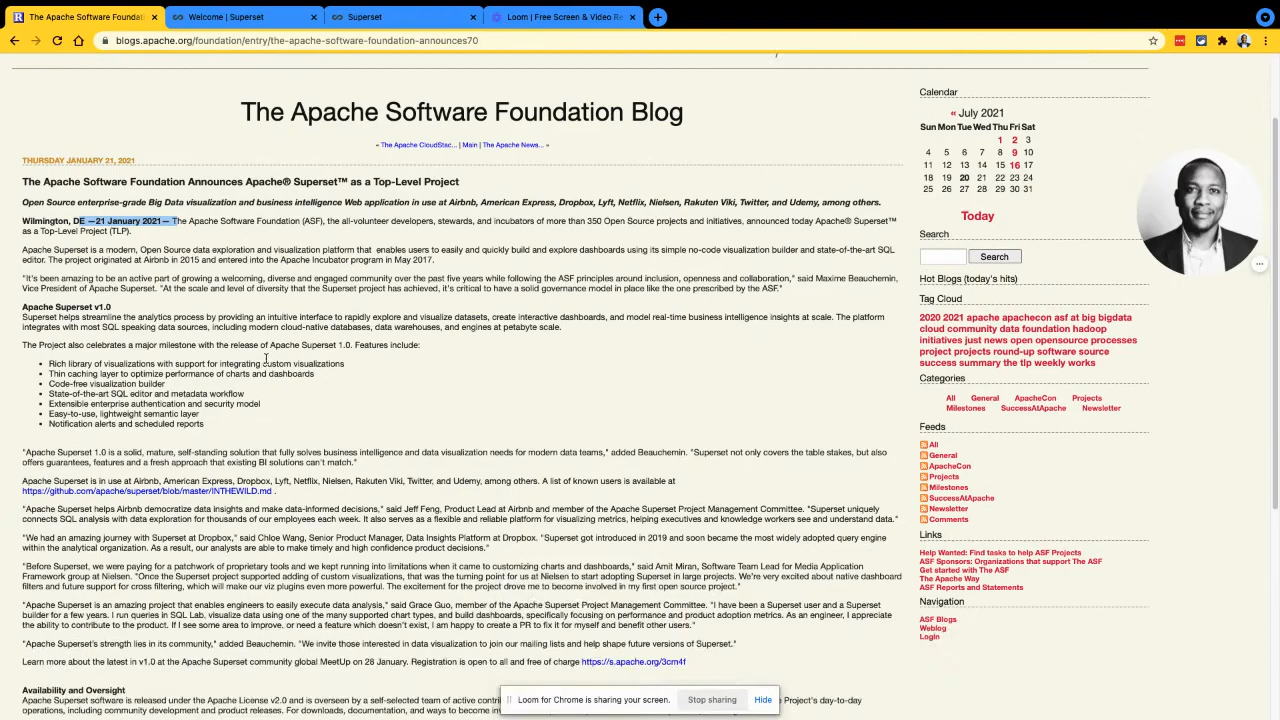 The Apache Software Foundati
Welcome | Superset
Superset
Loom | Free Screen & Video Re
blogs.apache.org/foundation/entry/the-apache-software-foundation-announces70
The Apache Software Foundation Blog
« The Apache CloudStac... | Main | The Apache News... »
THURSDAY JANUARY 21, 2021
The Apache Software Foundation Announces Apache® Superset™ as a Top-Level Project
Open Source enterprise-grade Big Data visualization and business intelligence Web application in use at Airbnb, American Express, Dropbox, Lyft, Netflix, Nielsen, Rakuten Viki, Twitter, and Udemy, among others.
Wilmington, DE —21 January 2021— The Apache Software Foundation (ASF), the all-volunteer developers, stewards, and incubators of more than 350 Open Source projects and initiatives, announced today Apache® Superset™
as a Top-Level Project (TLP).
Apache Superset is a modern, Open Source data exploration and visualization platform that enables users to easily and quickly build and explore dashboards using its simple no-code visualization builder and state-of-the-art SQL
editor. The project originated at Airbnb in 2015 and entered into the Apache Incubator program in May 2017.
"It's been amazing to be an active part of growing a welcoming, diverse and engaged community over the past five years while following the ASF principles around inclusion, openness and collaboration," said Maxime Beauchemin,
Vice President of Apache Superset. "At the scale and level of diversity that the Superset project has achieved, it's critical to have a solid governance model in place like the one prescribed by the ASF."
Apache Superset v1.0
Superset helps streamline the analytics process by providing an intuitive interface to rapidly explore and visualize datasets, create interactive dashboards, and model real-time business intelligence insights at scale. The platform
integrates with most SQL speaking data sources, including modern cloud-native databases, data warehouses, and engines at petabyte scale.
The Project also celebrates a major milestone with the release of Apache Superset 1.0. Features include:
• Rich library of visualizations with support for integrating custom visualizations
• Thin caching layer to optimize performance of charts and dashboards
• Code-free visualization builder
• State-of-the-art SQL editor and metadata workflow
• Extensible enterprise authentication and security model
• Easy-to-use, lightweight semantic layer
• Notification alerts and scheduled reports
"Apache Superset 1.0 is a solid, mature, self-standing solution that fully solves business intelligence and data visualization needs for modern data teams," added Beauchemin. "Superset not only covers the table stakes, but also
offers guarantees, features and a fresh approach that existing BI solutions can't match."
Apache Superset is in use at Airbnb, American Express, Dropbox, Lyft, Netflix, Nielsen, Rakuten Viki, Twitter, and Udemy, among others. A list of known users is available at
https://github.com/apache/superset/blob/master/INTHEWILD.md .
"Apache Superset helps Airbnb democratize data insights and make data-informed decisions," said Jeff Feng, Product Lead at Airbnb and member of the Apache Superset Project Management Committee. "Superset uniquely
connects SQL analysis with data exploration for thousands of our employees each week. It also serves as a flexible and reliable platform for visualizing metrics, helping executives and knowledge workers see and understand data."
"We had an amazing journey with Superset at Dropbox," said Chloe Wang, Senior Product Manager, Data Insights Platform at Dropbox. "Superset got introduced in 2019 and soon became the most widely adopted query engine
within the analytical organization. As a result, our analysts are able to make timely and high confidence product decisions."
"Before Superset, we were paying for a patchwork of proprietary tools and we kept running into limitations when it came to customizing charts and dashboards," said Amit Miran, Software Team Lead for Media Application
Framework group at Nielsen. "Once the Superset project supported adding of custom visualizations, that was the turning point for us at Nielsen to start adopting Superset in large projects. We're very excited about native dashboard
filters and future support for cross filtering, which will make our viz plugins even more powerful. The excitement for the project drove me to become involved in my first open source project."
"Apache Superset is an amazing project that enables engineers to easily execute data analysis," said Grace Guo, member of the Apache Superset Project Management Committee. "I have been a Superset user and a Superset
builder for a few years. I run queries in SQL Lab, visualize data using one of the many supported chart types, and build dashboards, specifically focusing on performance and product adoption metrics. As an engineer, I appreciate
the ability to contribute to the product. If I see some area to improve. or need a feature which doesn't exist, I am happy to create a PR to fix it for myself and benefit other users."
"Apache Superset's strength lies in its community," added Beauchemin. "We invite those interested in data visualization to join our mailing lists and help shape future versions of Superset."
Learn more about the latest in v1.0 at the Apache Superset community global MeetUp on 28 January. Registration is open to all and free of charge https://s.apache.org/3cm4f
Availability and Oversight
Apache Superset software is released under the Apache License v2.0 and is overseen by a self-selected team of active contri
e Project's day-to-day
operations, including community development and product releases. For downloads, documentation, and ways to become inv
Calendar
« July 2021
Sun Mon Tue Wed Thu Fri Sat
1 2 3
4 5 6 7 8 9 10
11 12 13 14 15 16 17
18 19 20 21 22 23 24
25 26 27 28 29 30 31
Today
Search
Search
Hot Blogs (today's hits)
Tag Cloud
2020 2021 apache apachecon asf at big bigdata
cloud community data foundation hadoop
initiatives just news open opensource processes
project projects round-up software source
success summary the tlp weekly works
Categories
All General ApacheCon Projects
Milestones SuccessAtApache Newsletter
Feeds
All
General
ApacheCon
Projects
Milestones
SuccessAtApache
Newsletter
Comments
Links
Help Wanted: Find tasks to help ASF Projects
ASF Sponsors: Organizations that support The ASF
Get started with The ASF
The Apache Way
ASF Reports and Statements
Navigation
ASF Blogs
Weblog
Login
Loom for Chrome is sharing your screen.
Stop sharing
Hide